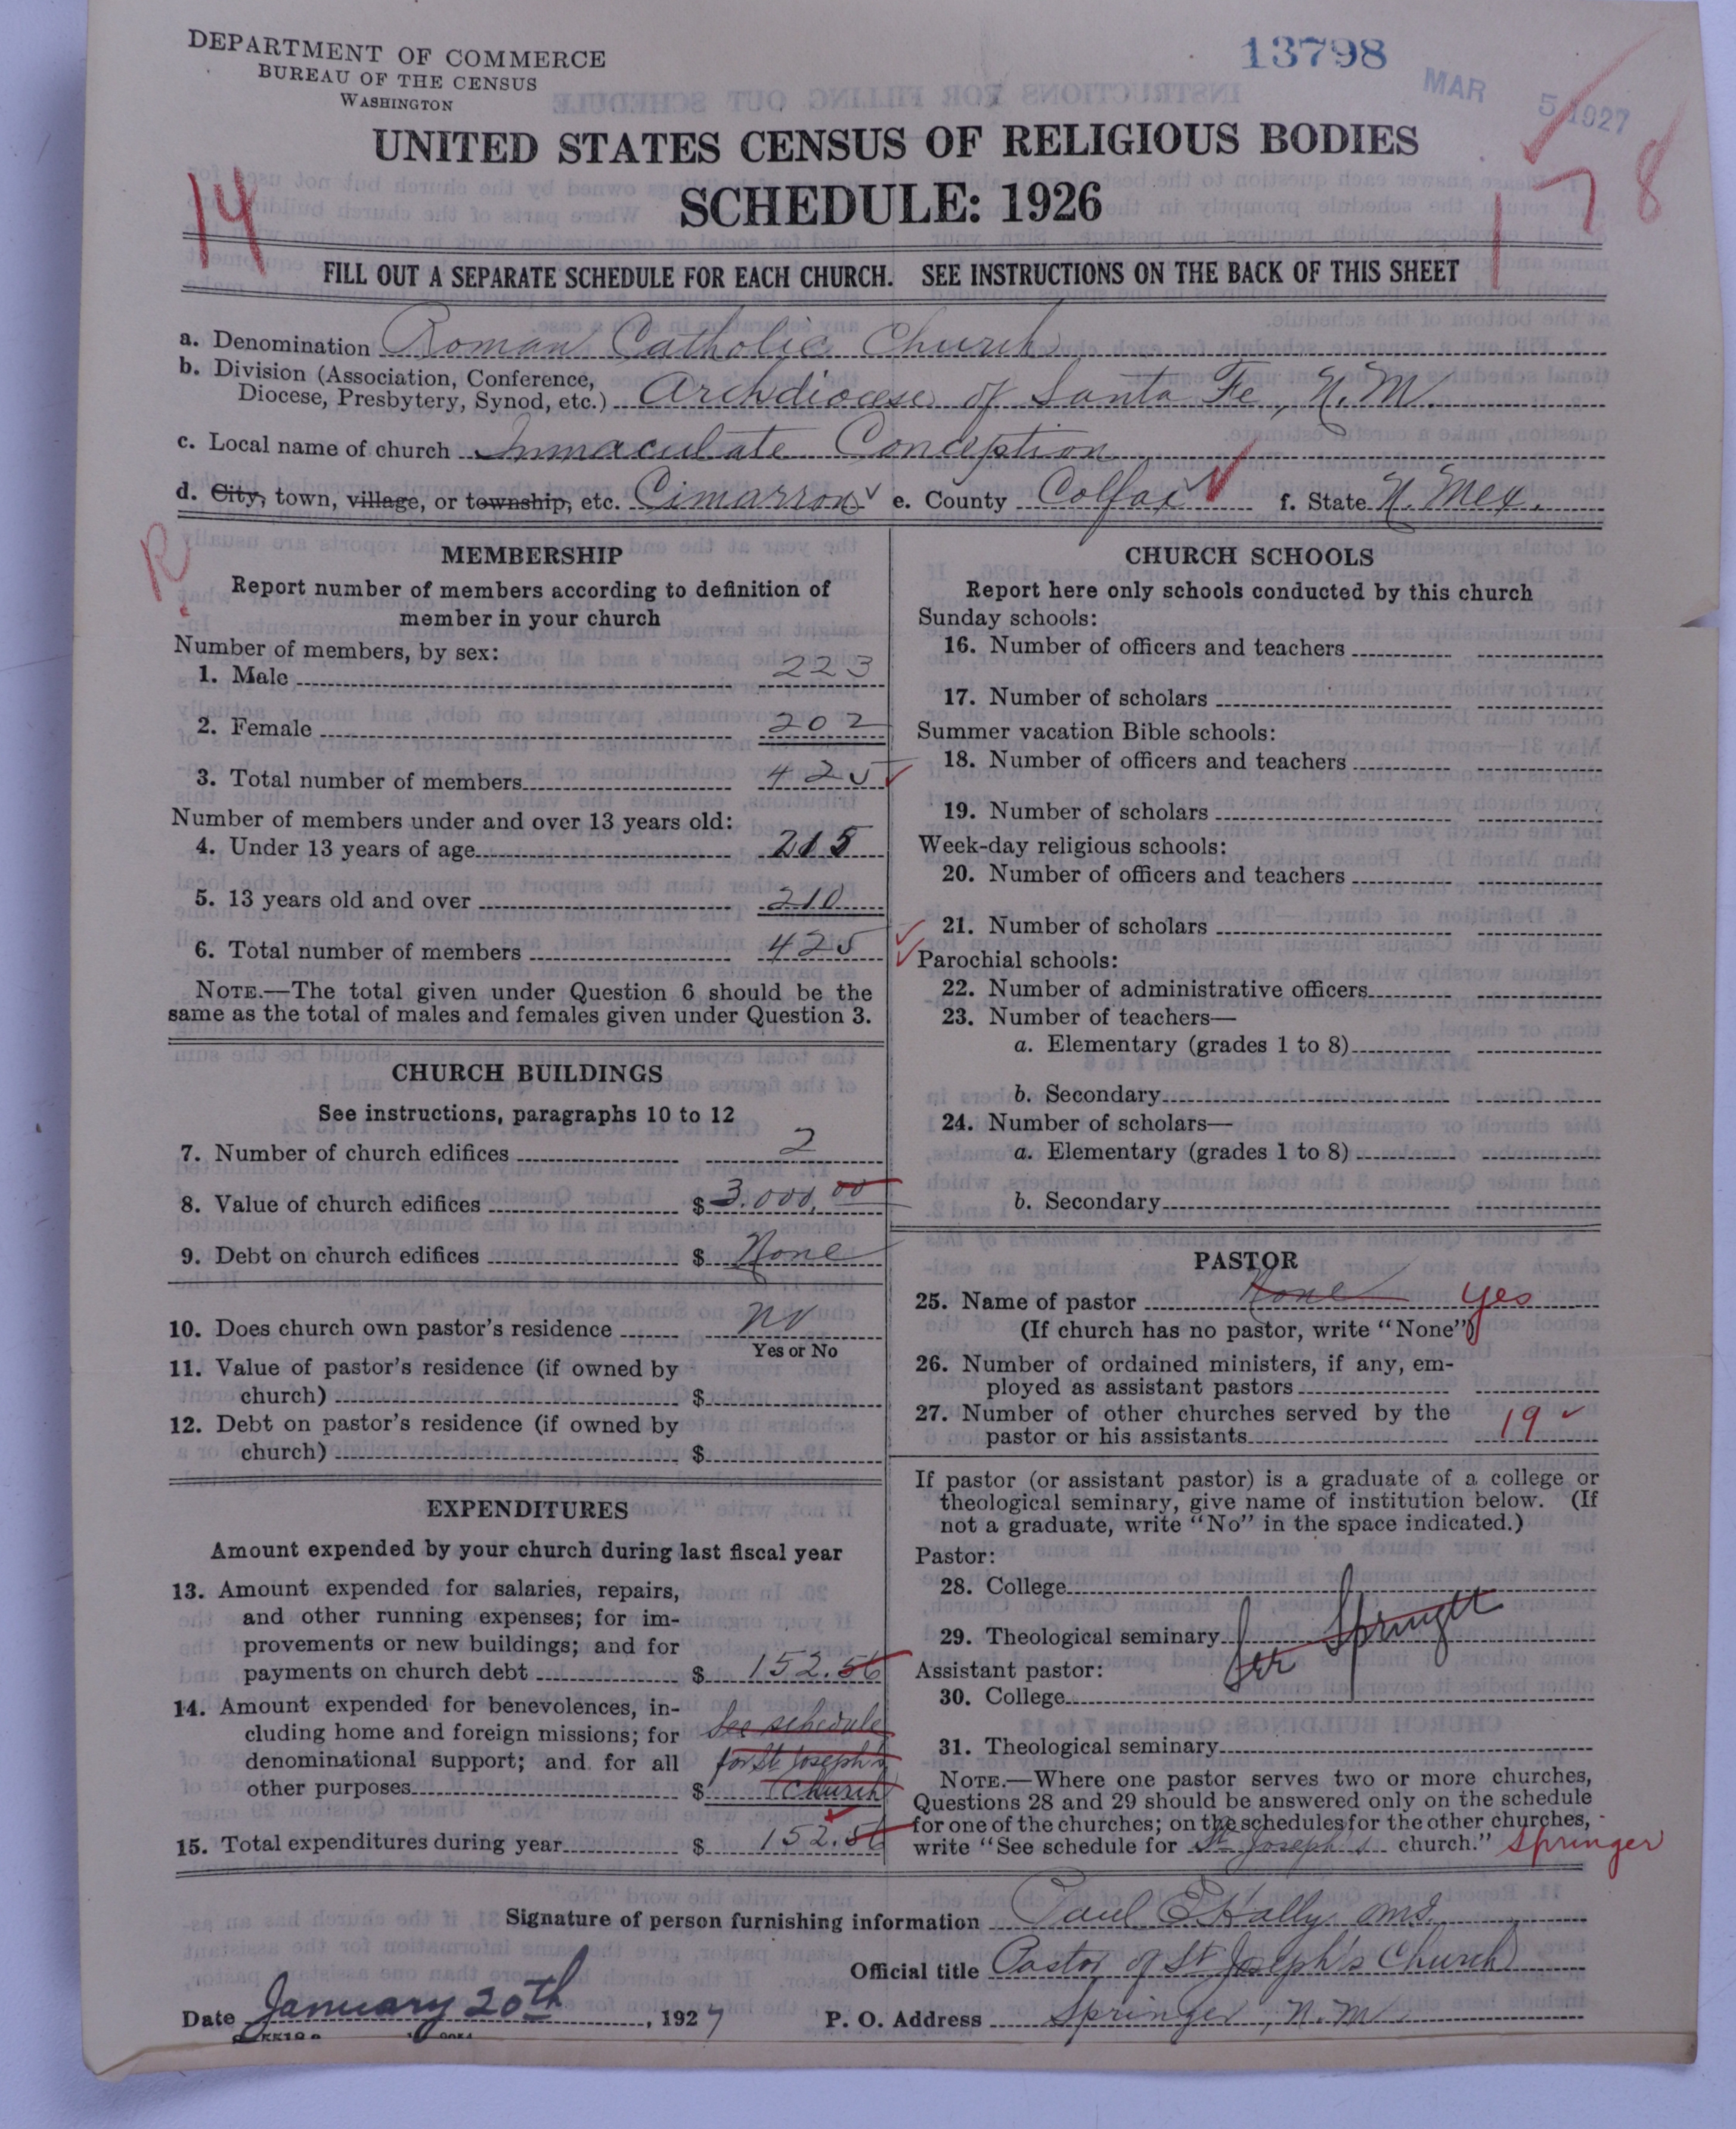 DEPARTMENT OF COMMERCE
BUREAU OF THE CENSUS
WASHINGTON
13798
MAR 5 1927
UNITED STATES CENSUS OF RELIGIOUS BODIES
SCHEDULE: 1926
14
178
FILL OUT A SEPARATE SCHEDULE FOR EACH CHURCH. SEE INSTRUCTIONS ON THE BACK OF THIS SHEET
a. Denomination Roman Catholic Church
b. Division (Association, Conference,
Diocese, Presbytery, Synod, etc.) Archdiocese of Santa Fe, N.M.
c. Local name of church Immaculate Conception
d. City, town, village, or township, etc. Cimarron e. County Colfax f. State N. Mex.
R
MEMBERSHIP
Report number of members according to definition of
member in your church
Number of members, by sex:
1. Male 223
2. Female 202
3. Total number of members 425
Number of members under and over 13 years old:
4. Under 13 years of age 215
5. 13 years old and over 210
6. Total number of members 425
NOTE.—The total given under Question 6 should be the
same as the total of males and females given under Question 3.
CHURCH BUILDINGS
See instructions, paragraphs 10 to 12
7. Number of church edifices 2
8. Value of church edifices $ 3.000.00
9. Debt on church edifices $ None
10. Does church own pastor's residence No
Yes or No
11. Value of pastor's residence (if owned by
church) $
12. Debt on pastor's residence (if owned by
church) $
EXPENDITURES
Amount expended by your church during last fiscal year
13. Amount expended for salaries, repairs,
and other running expenses; for im-
provements or new buildings; and for
payments on church debt $ 152.56
14. Amount expended for benevolences, in-
cluding home and foreign missions; for See schedule
denominational support; and for all for St Joseph's
other purposes $ Church
15. Total expenditures during year $ 152.56
CHURCH SCHOOLS
Report here only schools conducted by this church
Sunday schools:
16. Number of officers and teachers
17. Number of scholars
Summer vacation Bible schools:
18. Number of officers and teachers
19. Number of scholars
Week-day religious schools:
20. Number of officers and teachers
21. Number of scholars
Parochial schools:
22. Number of administrative officers
23. Number of teachers—
a. Elementary (grades 1 to 8)
b. Secondary
24. Number of scholars—
a. Elementary (grades 1 to 8)
b. Secondary
PASTOR
25. Name of pastor None yes
(If church has no pastor, write "None")
26. Number of ordained ministers, if any, em-
ployed as assistant pastors
27. Number of other churches served by the
pastor or his assistants 19
If pastor (or assistant pastor) is a graduate of a college or
theological seminary, give name of institution below. (If
not a graduate, write "No" in the space indicated.)
Pastor:
28. College
29. Theological seminary
Assistant pastor:
30. College
31. Theological seminary
NOTE.—Where one pastor serves two or more churches,
Questions 28 and 29 should be answered only on the schedule
for one of the churches; on the schedules for the other churches,
write "See schedule for St Joseph's church." Springer
Signature of person furnishing information Paul E
Official title Pastor of St Joseph's Church
Date January 20th, 1927 P. O. Address Springer, N.M.